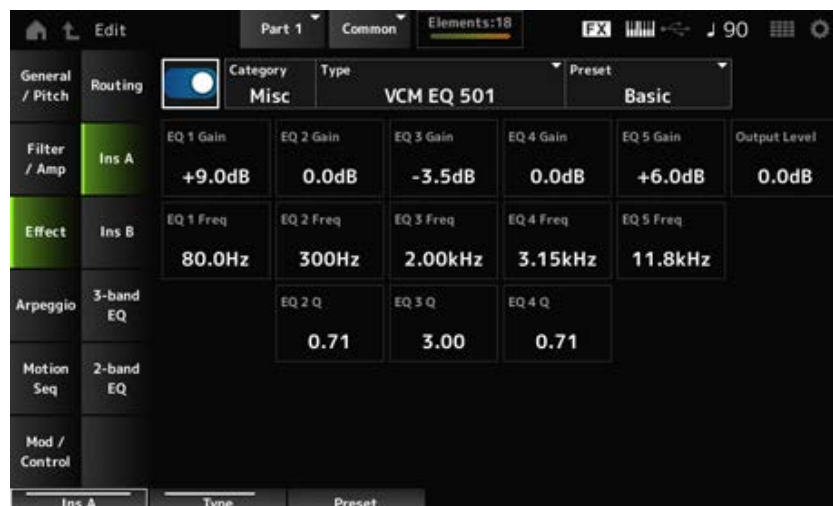 Edit
Part 1
Common
Elements:18
FX
90
General / Pitch
Filter / Amp
Effect
Arpeggio
Motion Seq
Mod / Control
Routing
Ins A
Ins B
3-band EQ
2-band EQ
Category
Misc
Type
VCM EQ 501
Preset
Basic
EQ 1 Gain
+9.0dB
EQ 2 Gain
0.0dB
EQ 3 Gain
-3.5dB
EQ 4 Gain
0.0dB
EQ 5 Gain
+6.0dB
Output Level
0.0dB
EQ 1 Freq
80.0Hz
EQ 2 Freq
300Hz
EQ 3 Freq
2.00kHz
EQ 4 Freq
3.15kHz
EQ 5 Freq
11.8kHz
EQ 2 Q
0.71
EQ 3 Q
3.00
EQ 4 Q
0.71
Ins A
Type
Preset